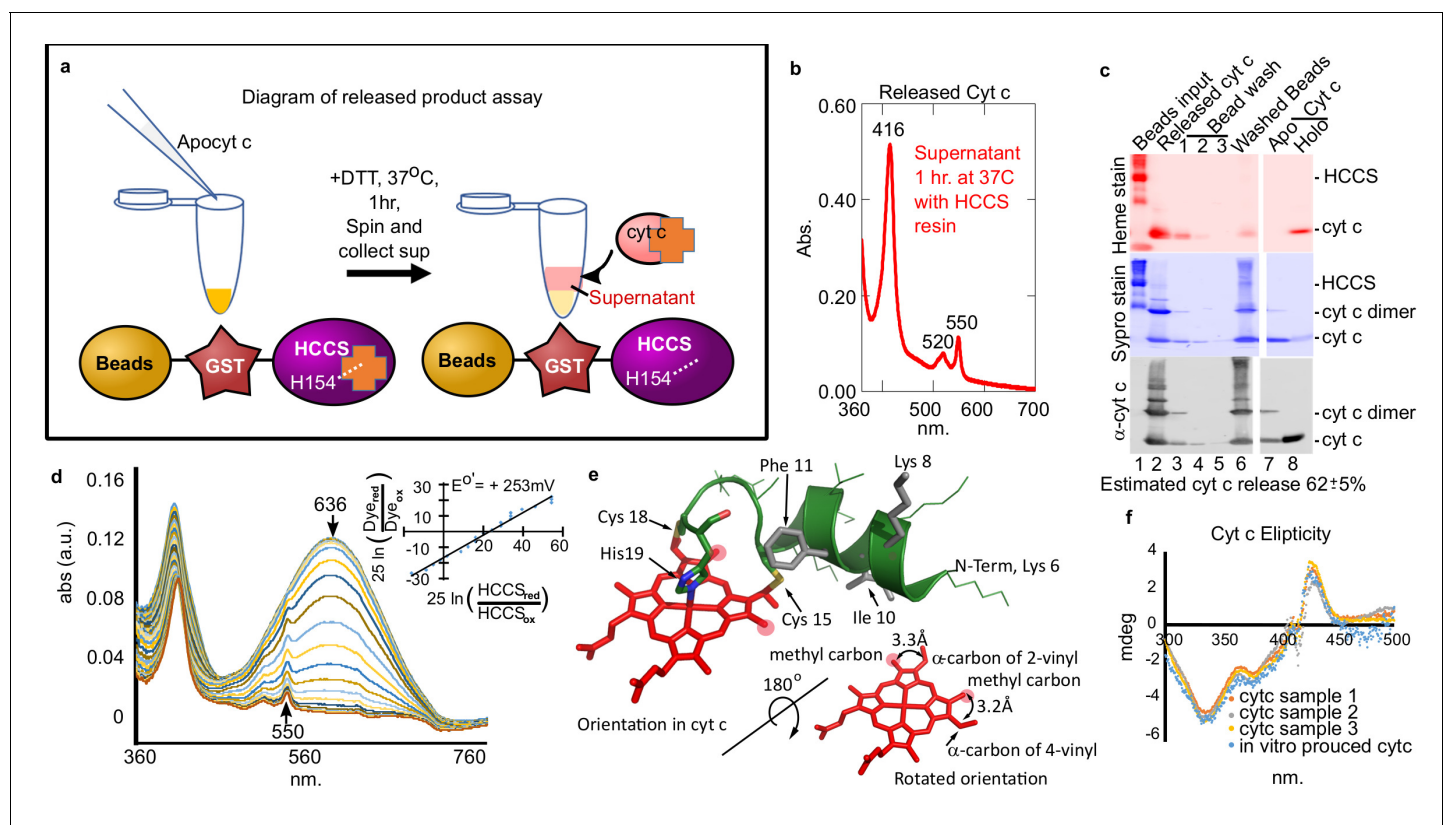 a
Diagram of released product assay
Apocyt c
+DTT, 37°C,
1hr,
Spin and
collect sup
cyt c
Supernatant
Beads
GST
HCCS
H154
Beads
GST
HCCS
H154
b
Released Cyt c
0.60
0.40
0.20
0.00
Abs.
416
520
550
Supernatant
1 hr. at 37C
with HCCS
resin
360
500
600
700
nm.
c
Beads input
Released cyt c
Bead wash
1 2 3
Washed Beads
Cyt c
Apo
Holo
Heme stain
HCCS
cyt c
Sypro stain
HCCS
cyt c dimer
cyt c
α-cyt c
cyt c dimer
cyt c
1 2 3 4 5 6 7 8
Estimated cyt c release 62±5%
d
0.16
0.12
0.08
0.04
0
abs (a.u.)
636
550
360
560
760
nm.
E°'= + 253mV
30
10
-10
-30
20
40
60
25 ln (Dyered/Dyeox)
25 ln (HCCSred/HCCSox)
e
Phe 11
Lys 8
Cys 18
His19
N-Term, Lys 6
Cys 15
Ile 10
Orientation in cyt c
180°
3.3Å
methyl carbon
α-carbon of 2-vinyl
methyl carbon
3.2Å
α-carbon of 4-vinyl
Rotated orientation
f
Cyt c Elipticity
4
2
0
-2
-4
-6
mdeg
300
350
400
450
500
cytc sample 1
cytc sample 2
cytc sample 3
in vitro prouced cytc
nm.